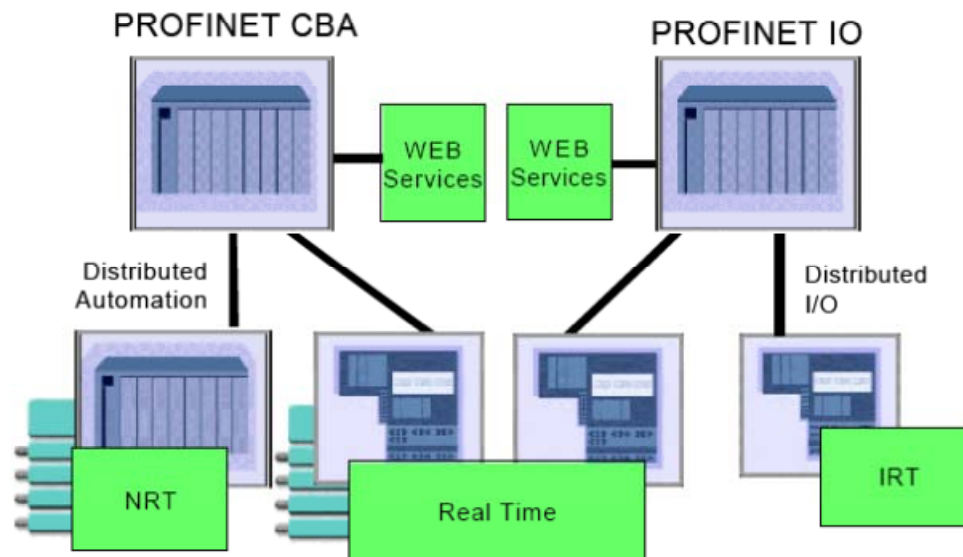 PROFINET CBA
PROFINET IO
WEB
Services
WEB
Services
Distributed
Automation
Distributed
I/O
NRT
Real Time
IRT